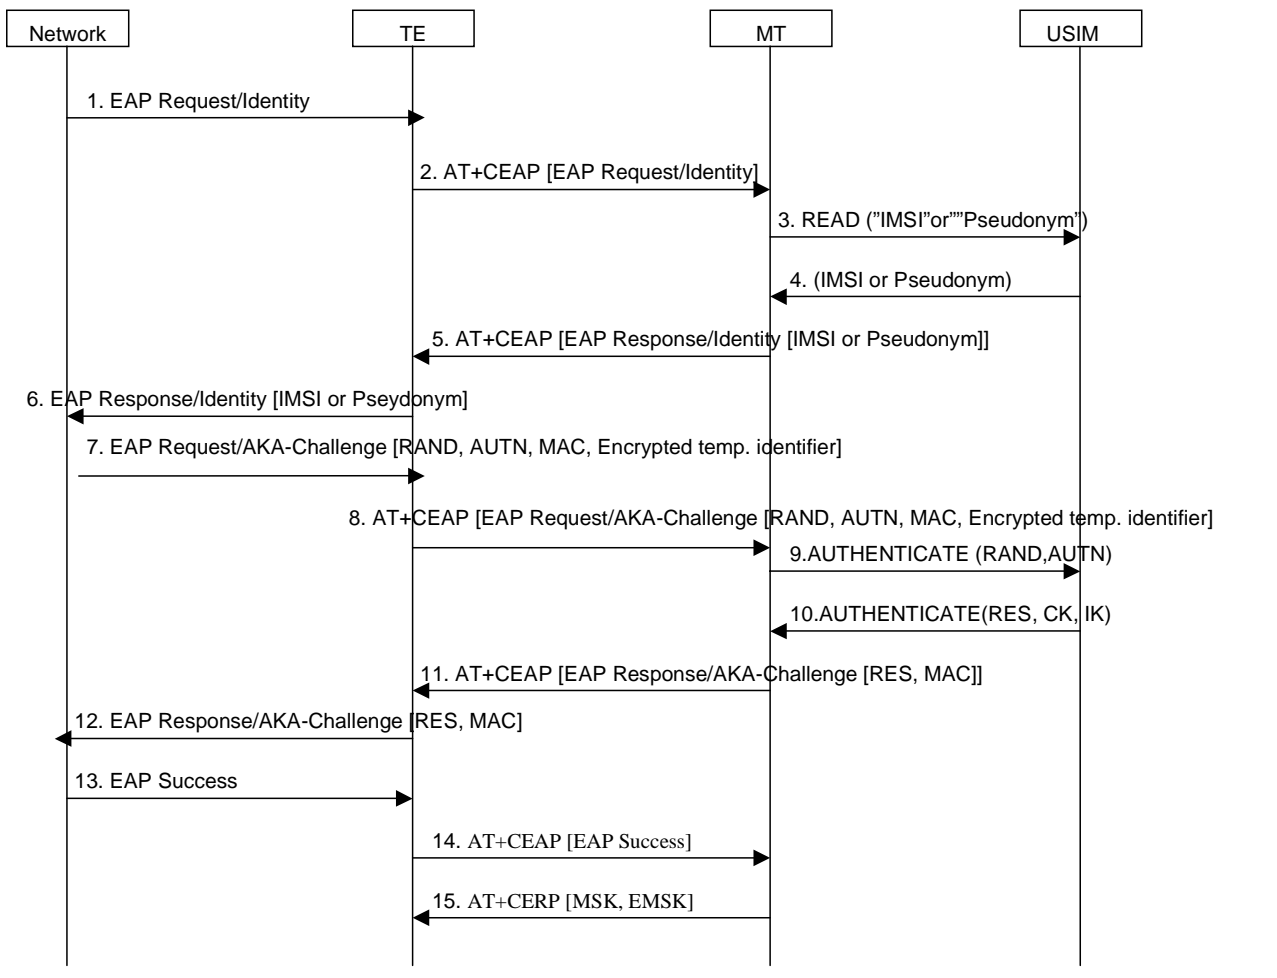 Network
TE
MT
USIM
1. EAP Request/Identity
2. AT+CEAP [EAP Request/Identity]
3. READ (”IMSI”or””Pseudonym”)
4. (IMSI or Pseudonym)
5. AT+CEAP [EAP Response/Identity [IMSI or Pseudonym]]
6. EAP Response/Identity [IMSI or Pseydonym]
7. EAP Request/AKA-Challenge [RAND, AUTN, MAC, Encrypted temp. identifier]
8. AT+CEAP [EAP Request/AKA-Challenge [RAND, AUTN, MAC, Encrypted temp. identifier]
9.AUTHENTICATE (RAND,AUTN)
10.AUTHENTICATE(RES, CK, IK)
11. AT+CEAP [EAP Response/AKA-Challenge [RES, MAC]]
12. EAP Response/AKA-Challenge [RES, MAC]
13. EAP Success
14. AT+CEAP [EAP Success]
15. AT+CERP [MSK, EMSK]